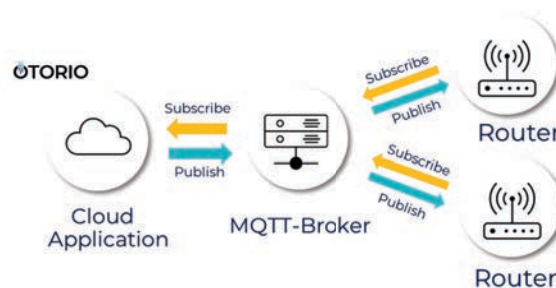 OTORIO
Subscribe
Publish
Cloud
Application
MQTT-Broker
Subscribe
Publish
Router
Subscribe
Publish
Router